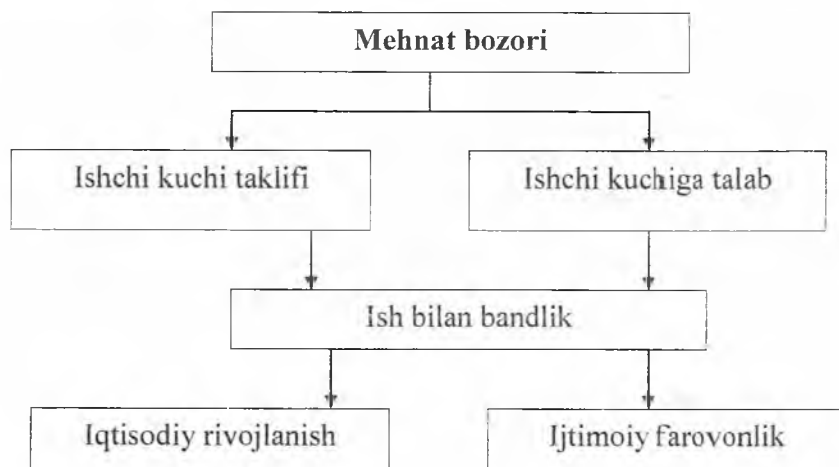 Mehnat bozori
Ishchi kuchi taklifi
Ishchi kuchiga talab
Ish bilan bandlik
Iqtisodiy rivojlanish
Ijtimoiy farovonlik